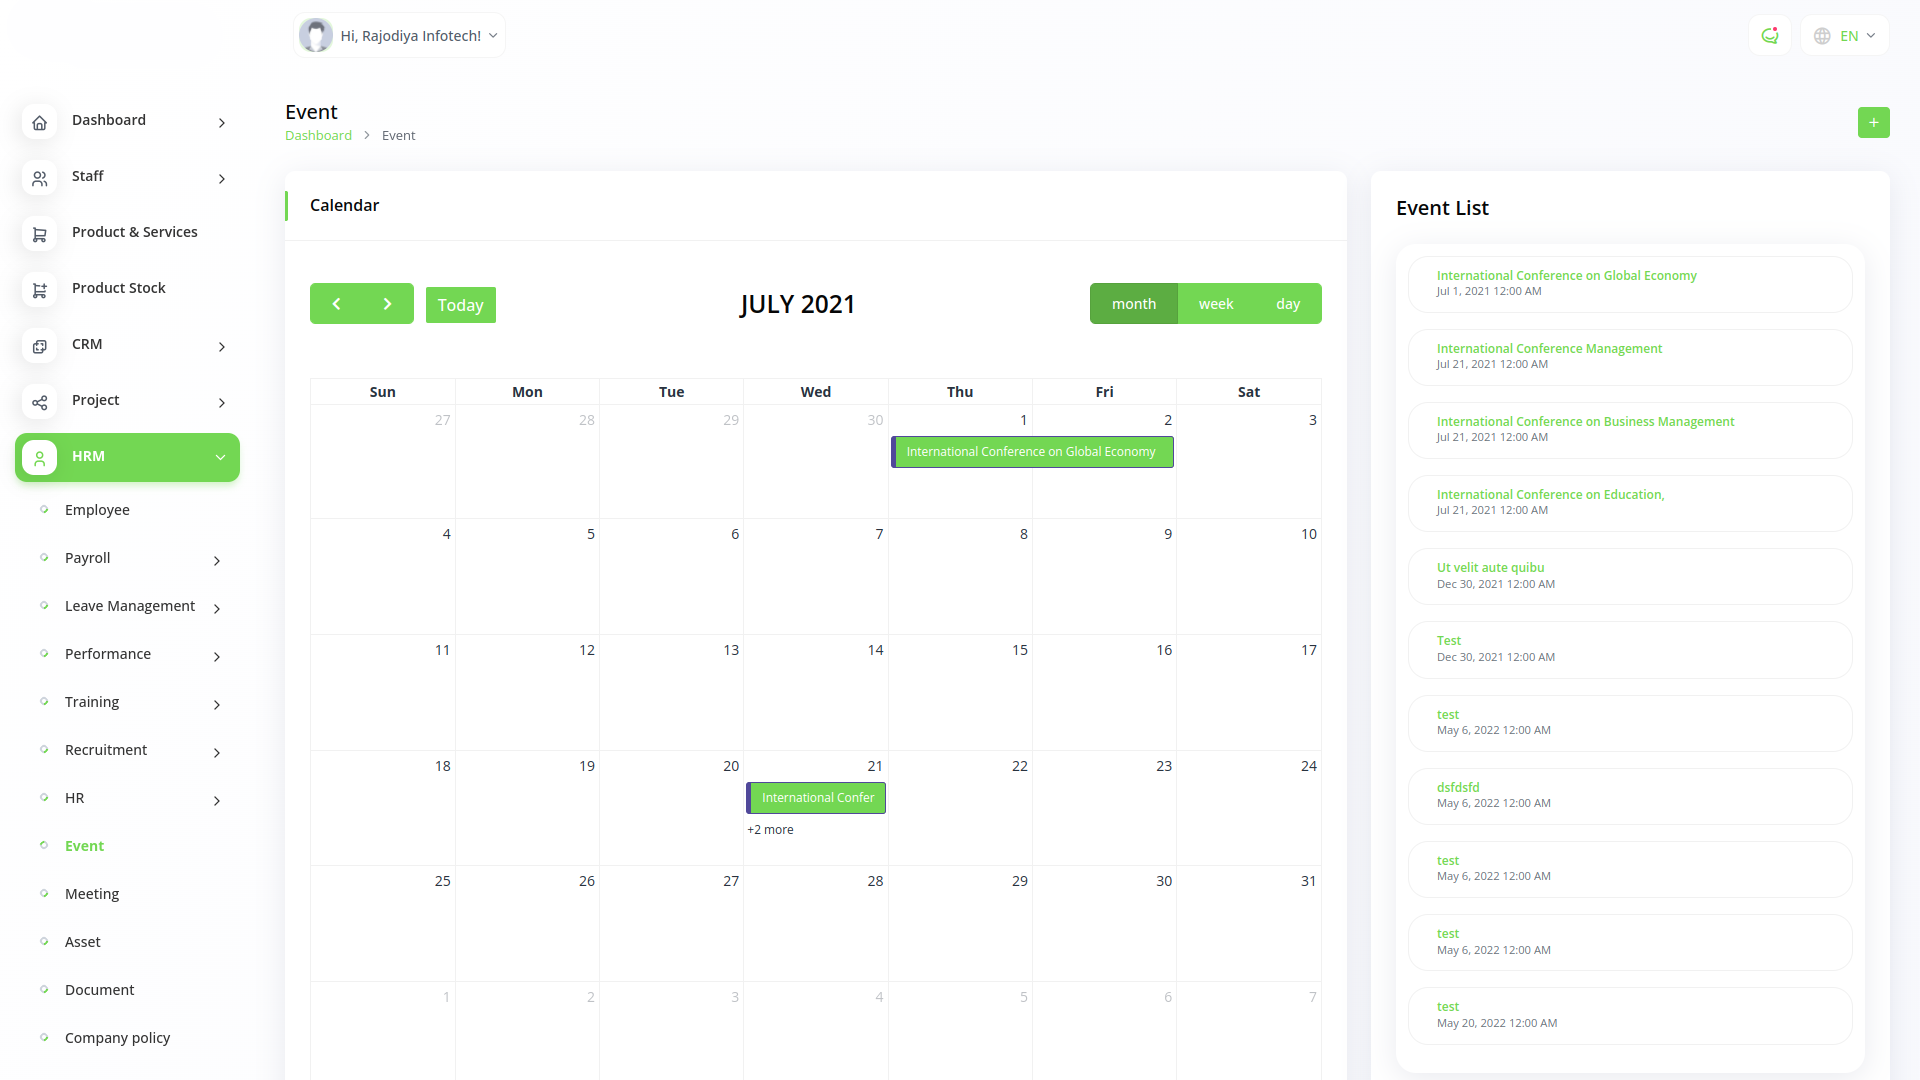 Hi, Rajodiya Infotech!
EN
Dashboard
Staff
Product & Services
Product Stock
CRM
Project
HRM
Employee
Payroll
Leave Management
Performance
Training
Recruitment
HR
Event
Meeting
Asset
Document
Company policy
Event
Dashboard > Event
+
Calendar
Today
JULY 2021
month week day
Sun Mon Tue Wed Thu Fri Sat
27 28 29 30 1 2 3
International Conference on Global Economy
4 5 6 7 8 9 10
11 12 13 14 15 16 17
18 19 20 21 22 23 24
International Confer
+2 more
25 26 27 28 29 30 31
1 2 3 4 5 6 7
Event List
International Conference on Global Economy
Jul 1, 2021 12:00 AM
International Conference Management
Jul 21, 2021 12:00 AM
International Conference on Business Management
Jul 21, 2021 12:00 AM
International Conference on Education,
Jul 21, 2021 12:00 AM
Ut velit aute quibu
Dec 30, 2021 12:00 AM
Test
Dec 30, 2021 12:00 AM
test
May 6, 2022 12:00 AM
dsfdsfd
May 6, 2022 12:00 AM
test
May 6, 2022 12:00 AM
test
May 6, 2022 12:00 AM
test
May 20, 2022 12:00 AM